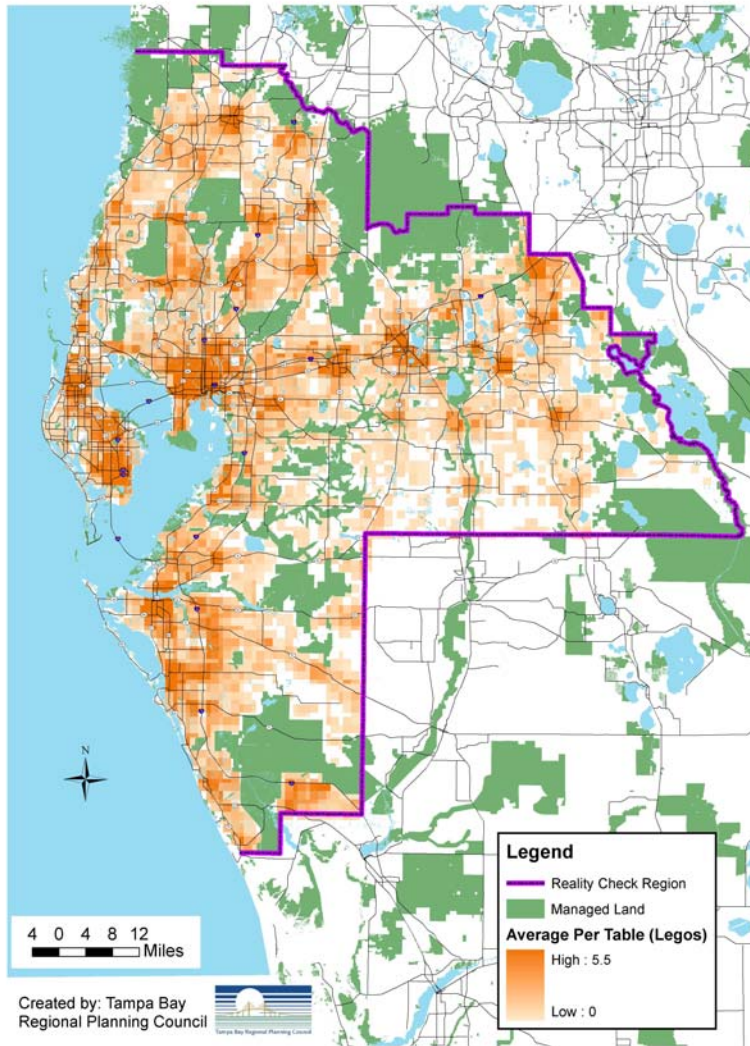 N
Legend
Reality Check Region
Managed Land
Average Per Table (Legos)
High : 5.5
Low : 0
4 0 4 8 12
Miles
Created by: Tampa Bay
Regional Planning Council
Tampa Bay Regional Planning Council